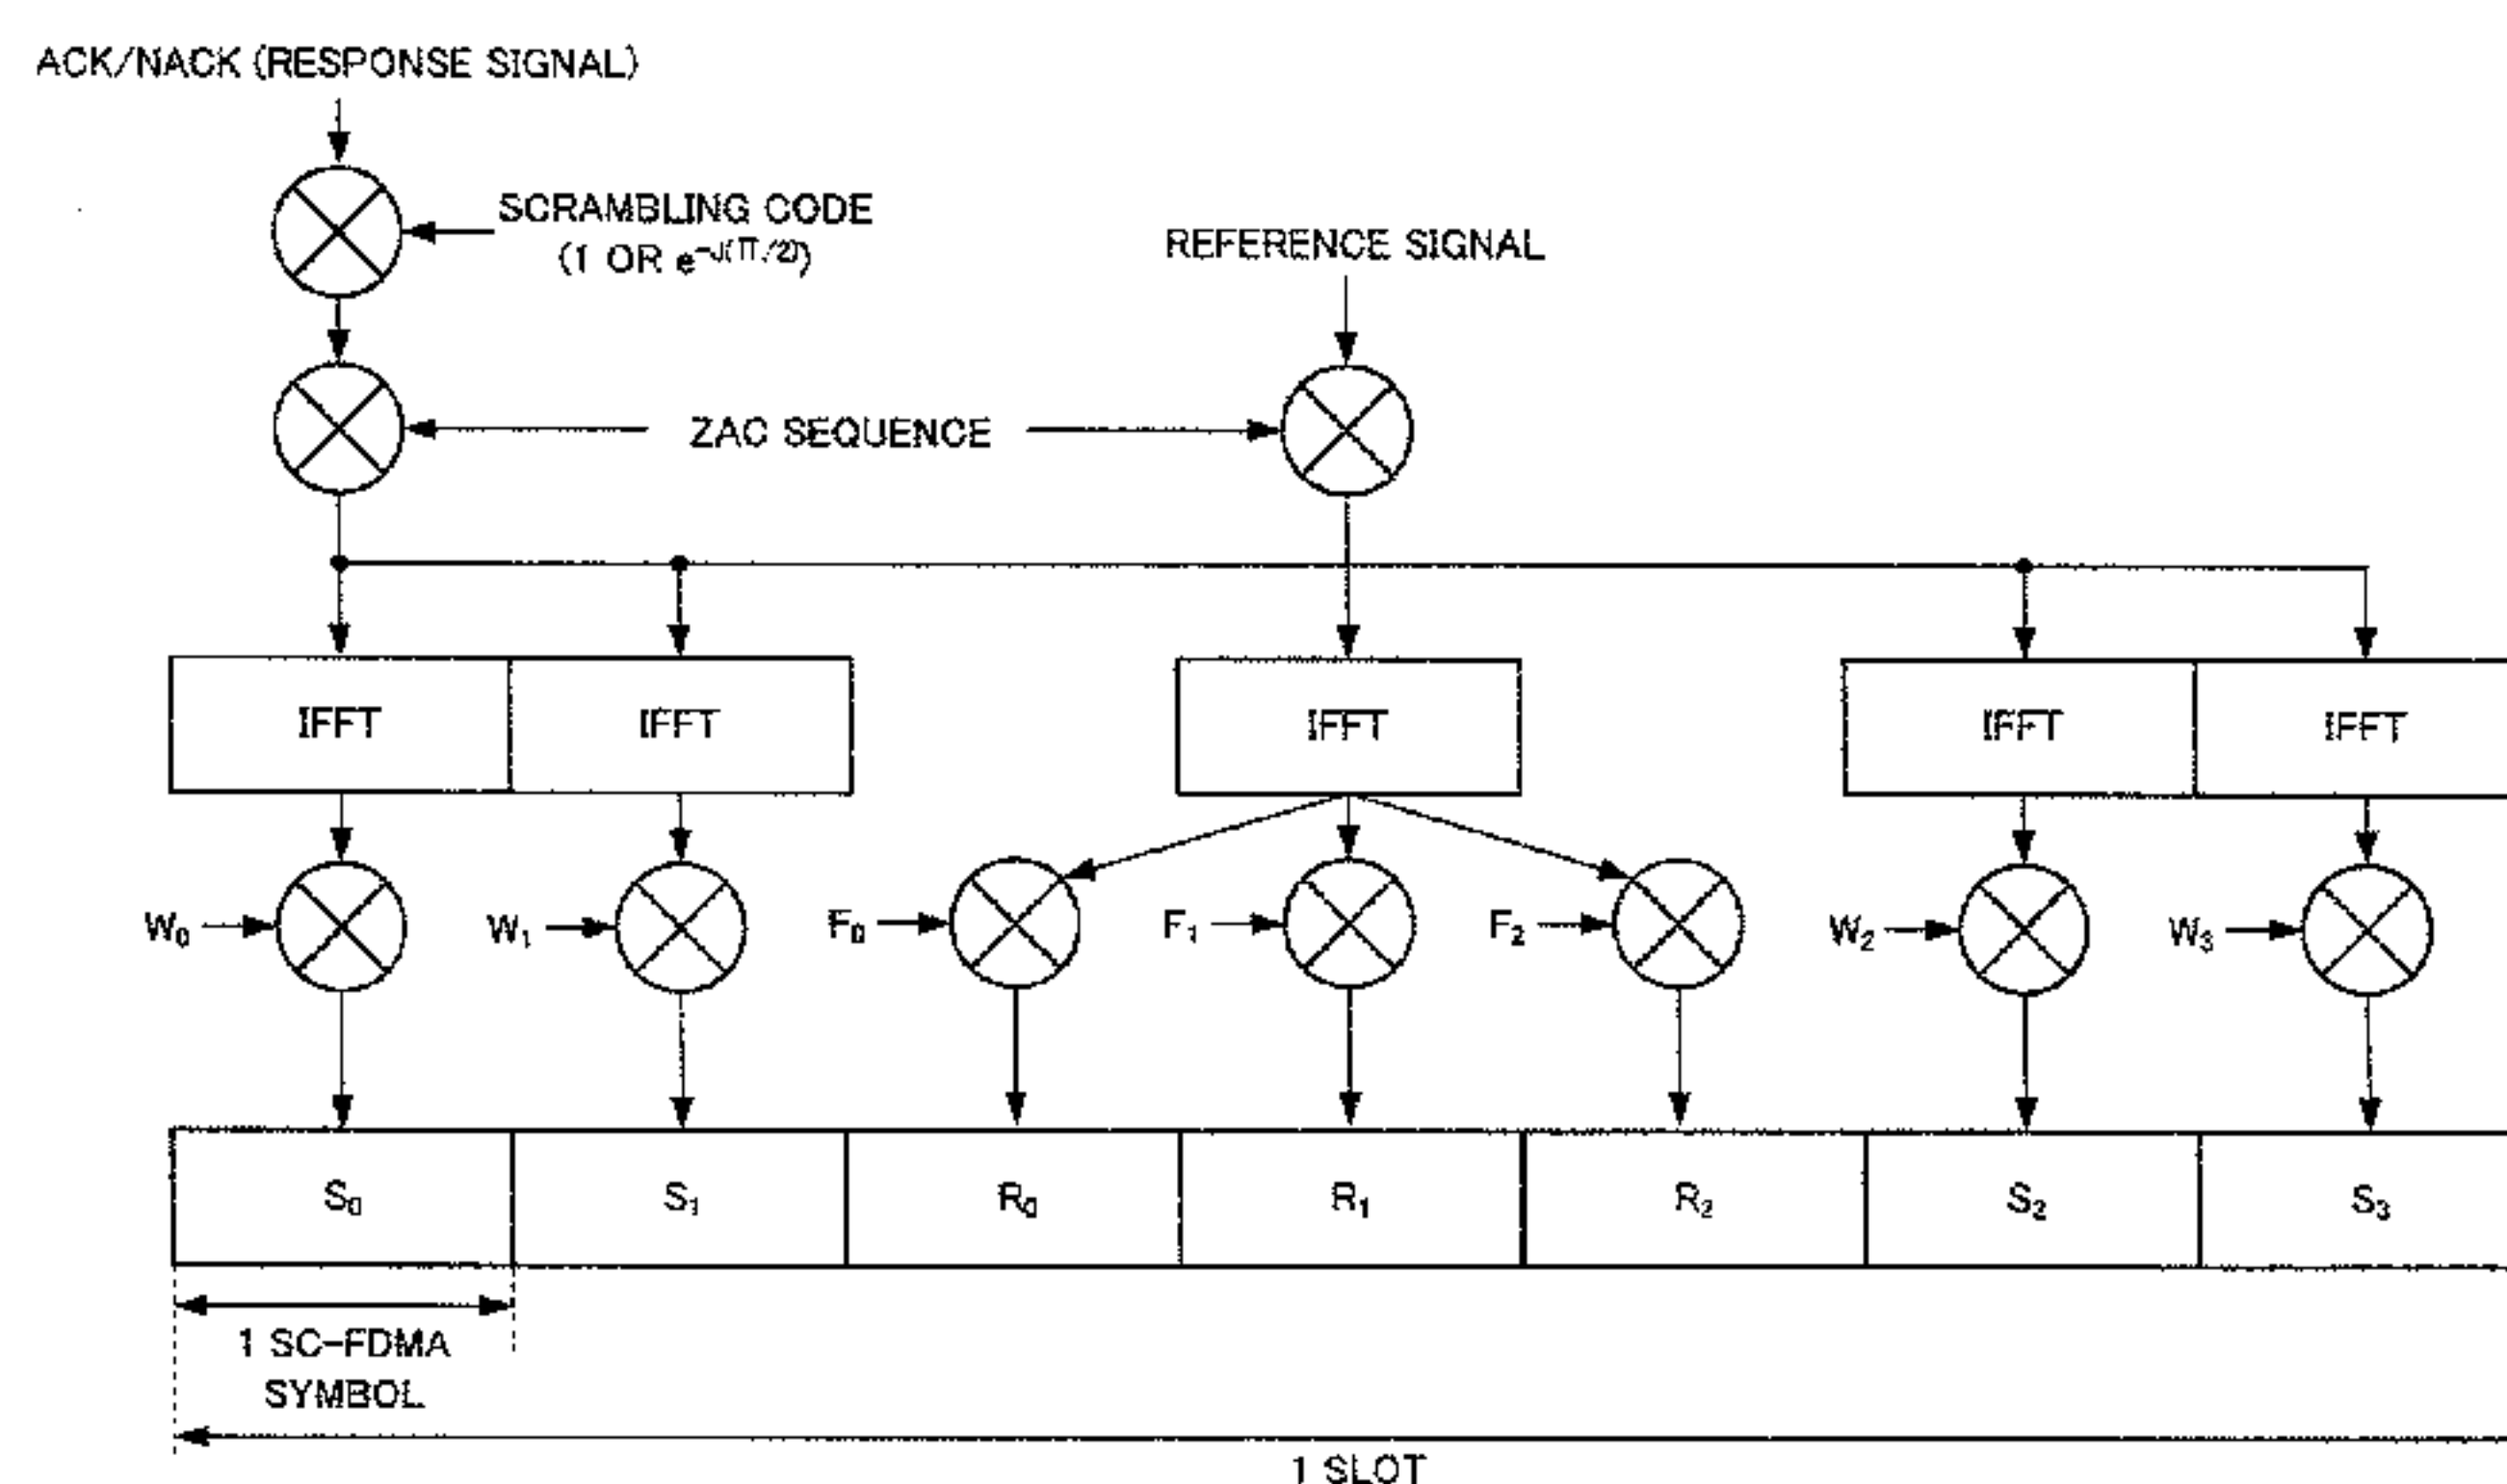 ACK/NACK (RESPONSE SIGNAL)
SCRAMBLING CODE
(1 OR e^-j(π/2))
REFERENCE SIGNAL
ZAC SEQUENCE
IFFT IFFT IFFT IFFT IFFT
W₀ W₁ F₀ F₁ F₂ W₂ W₃
S₀ S₁ R₀ R₁ R₂ S₂ S₃
1 SC-FDMA
SYMBOL
1 SLOT